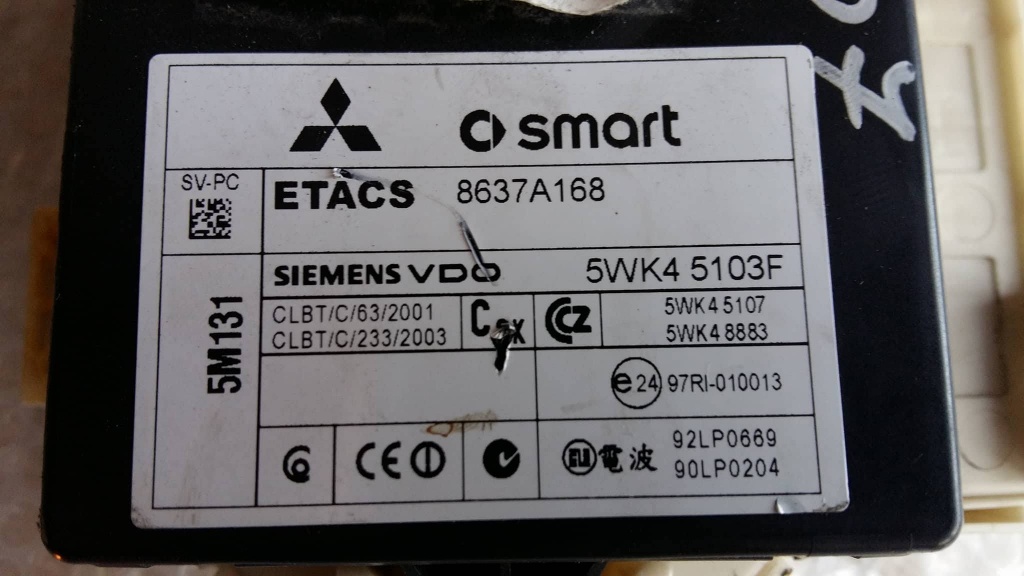 smart
SV-PC
ETACS 8637A168
SIEMENS VDO 5WK4 5103F
5M131
CLBT/C/63/2001
CLBT/C/233/2003
5WK4 5107
5WK4 8883
e24 97RI-010013
CE
電波
92LP0669
90LP0204